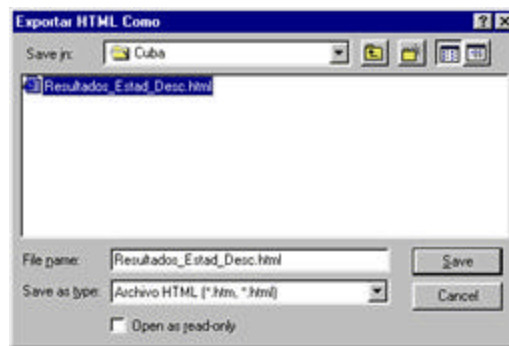 Exportar HTML Como
Save in: Cuba
Resultados_Estad_Desc.html
File name: Resultados_Estad_Desc.html Save
Save as type: Archivo HTML (*.htm, *.html) Cancel
Open as read-only